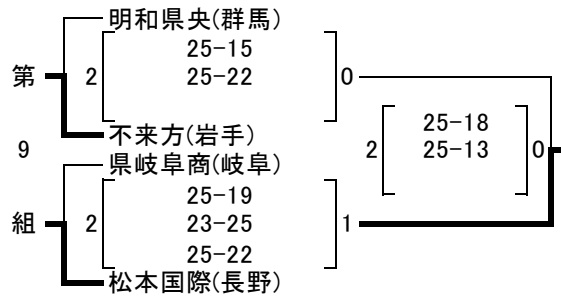 明和県央(群馬)
25-15
第 2 25-22 0
25-18
不来方(岩手)
9 2 25-13 0
県岐阜商(岐阜)
25-19
組 2 23-25 1
25-22
松本国際(長野)